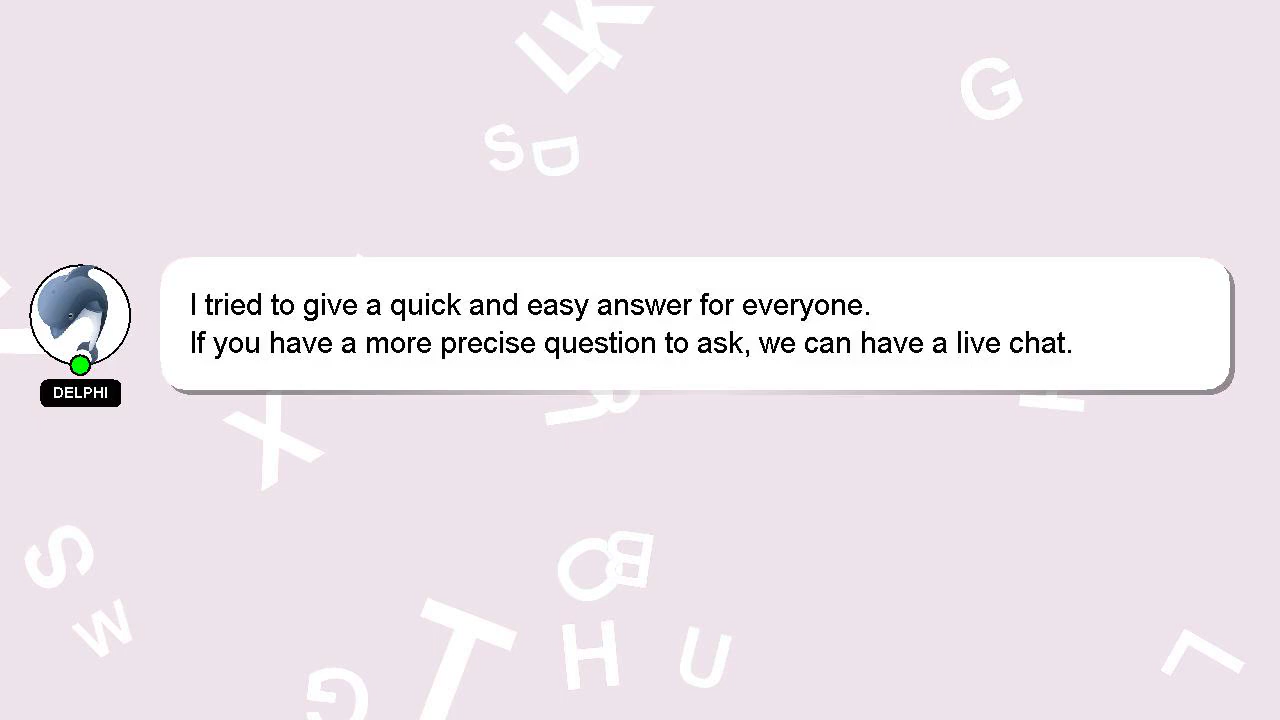 I tried to give a quick and easy answer for everyone.
If you have a more precise question to ask, we can have a live chat.
DELPHI
L
K
G
S
D
X
S
W
C
B
T
H
U
G
L